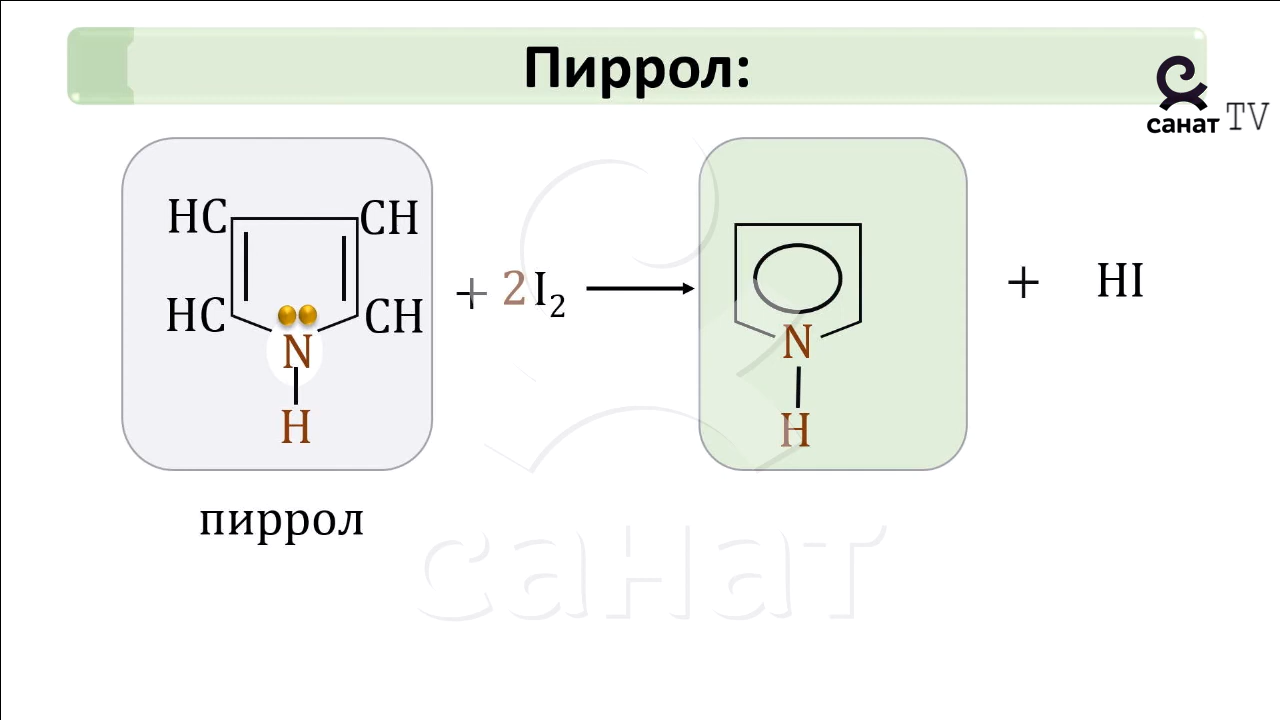 Пиррол:
санат TV
HC CH
HC CH
N
H
+ 2I₂
N
H
+ HI
пиррол
санат